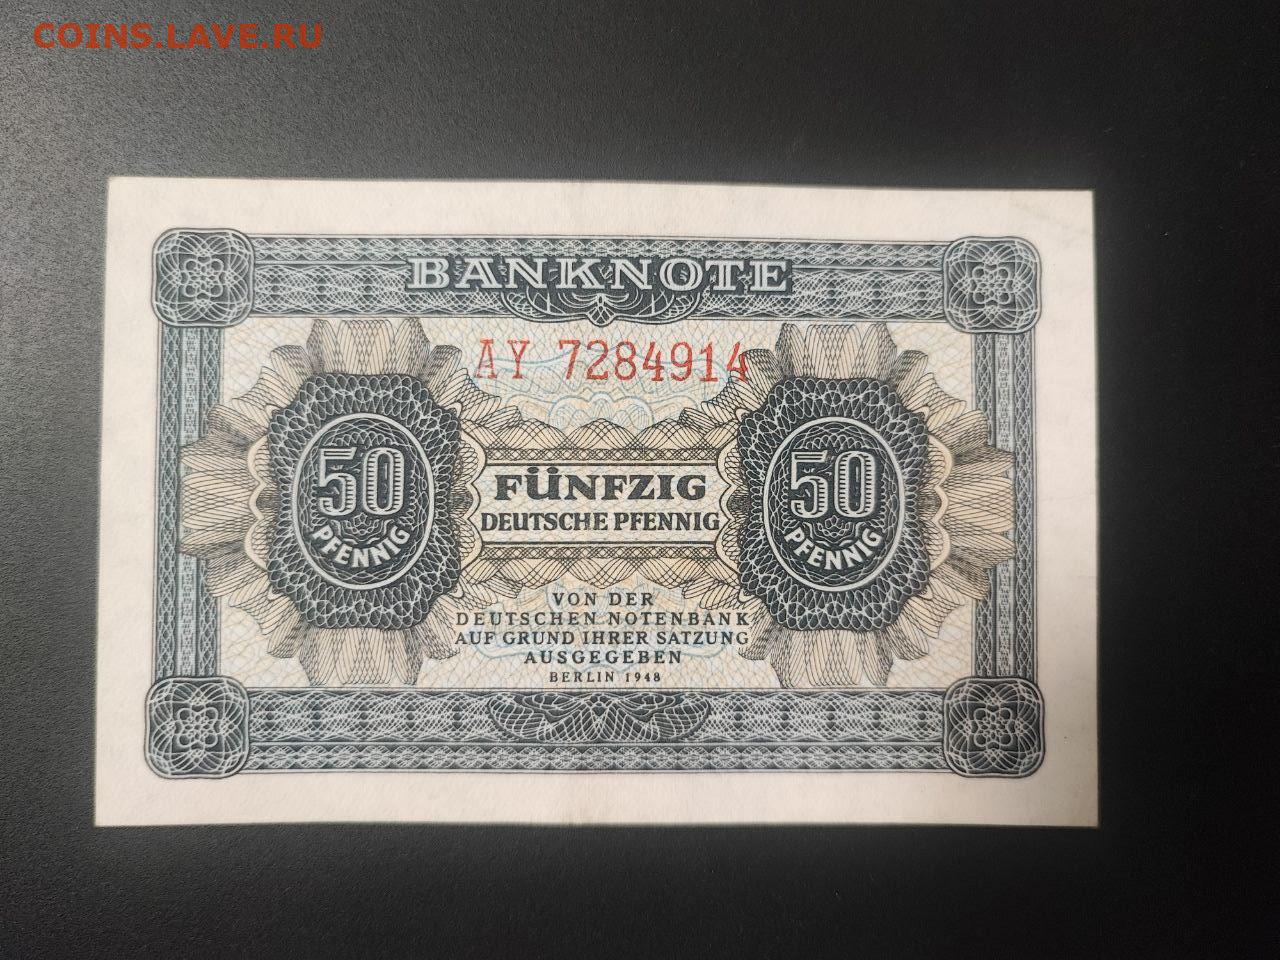 COINS.LAVE.RU
BANKNOTE
AY 7284914
50
PFENNIG
FÜNFZIG
DEUTSCHE PFENNIG
50
PFENNIG
VON DER
DEUTSCHEN NOTENBANK
AUF GRUND IHRER SATZUNG
AUSGEGEBEN
BERLIN 1948